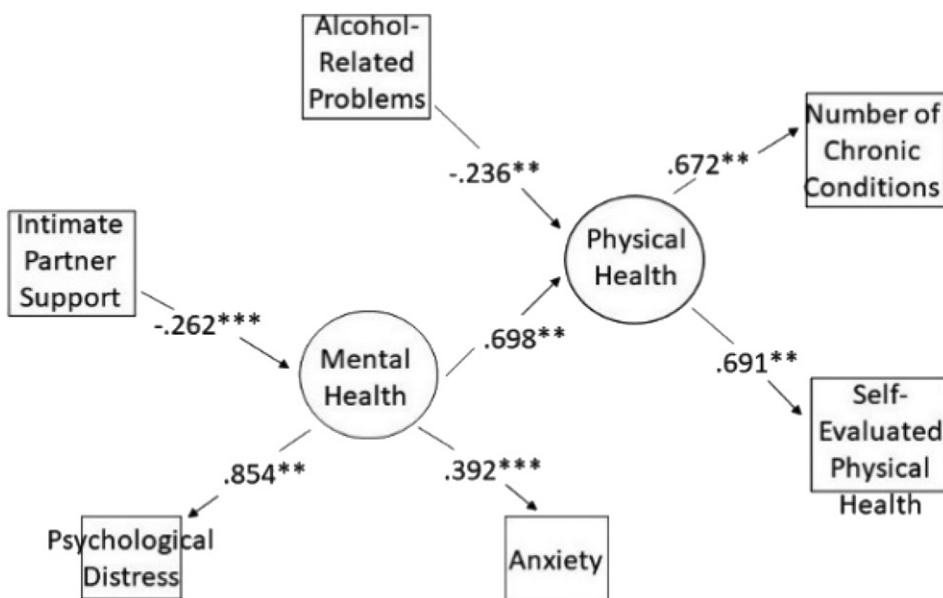 Alcohol-
Related
Problems
Number of
Chronic
Conditions
-.236**
.672**
Intimate
Partner
Support
Physical
Health
-.262***
.698**
Mental
Health
.691**
Self-
Evaluated
Physical
Health
.854**
.392***
Psychological
Distress
Anxiety